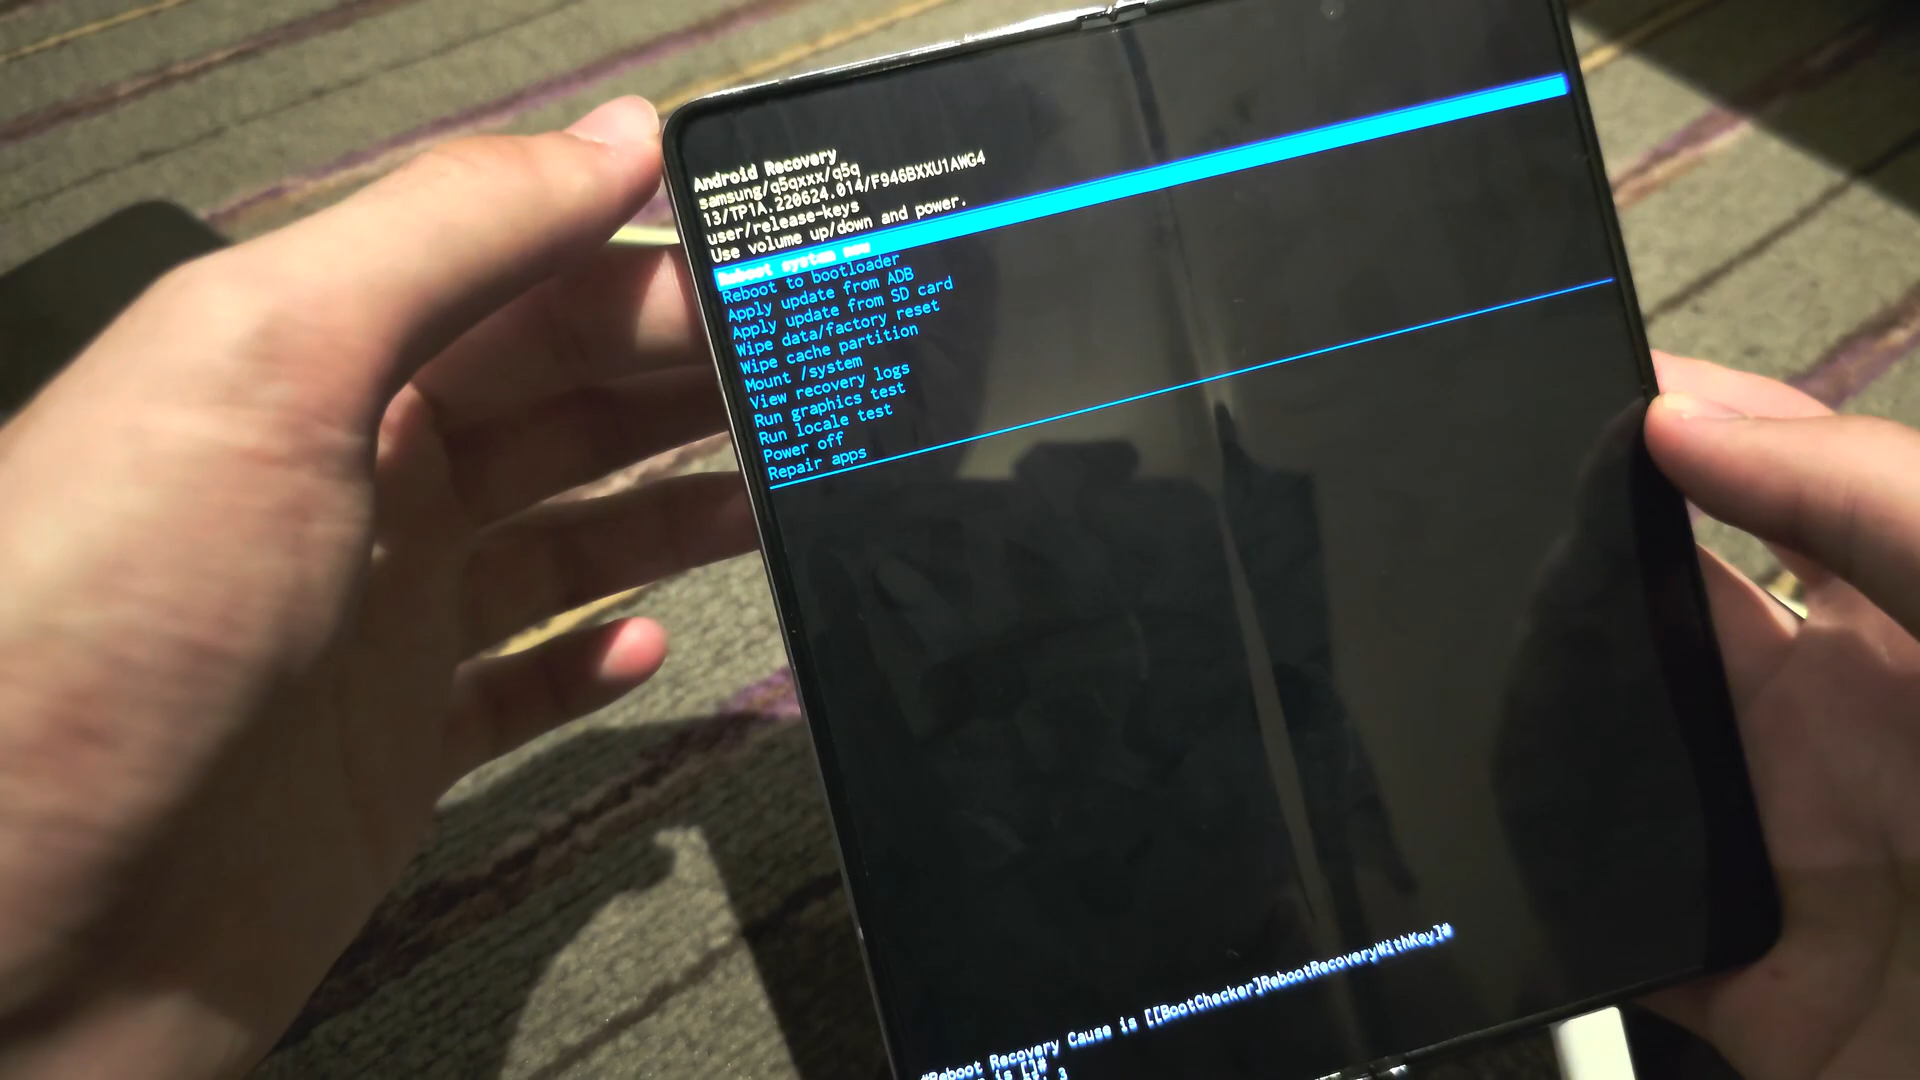 Android Recovery
samsung/q5qxxx/q5q
13/TP1A.220624.014/F946BXXU1AWG4
user/release-keys
Use volume up/down and power.
Reboot system now
Reboot to bootloader
Apply update from ADB
Apply update from SD card
Wipe data/factory reset
Wipe cache partition
Mount /system
View recovery logs
Run graphics test
Run locale test
Power off
Repair apps
#Reboot Recovery Cause is [[BootChecker]RebootRecoveryWithKey]#
is []#
3